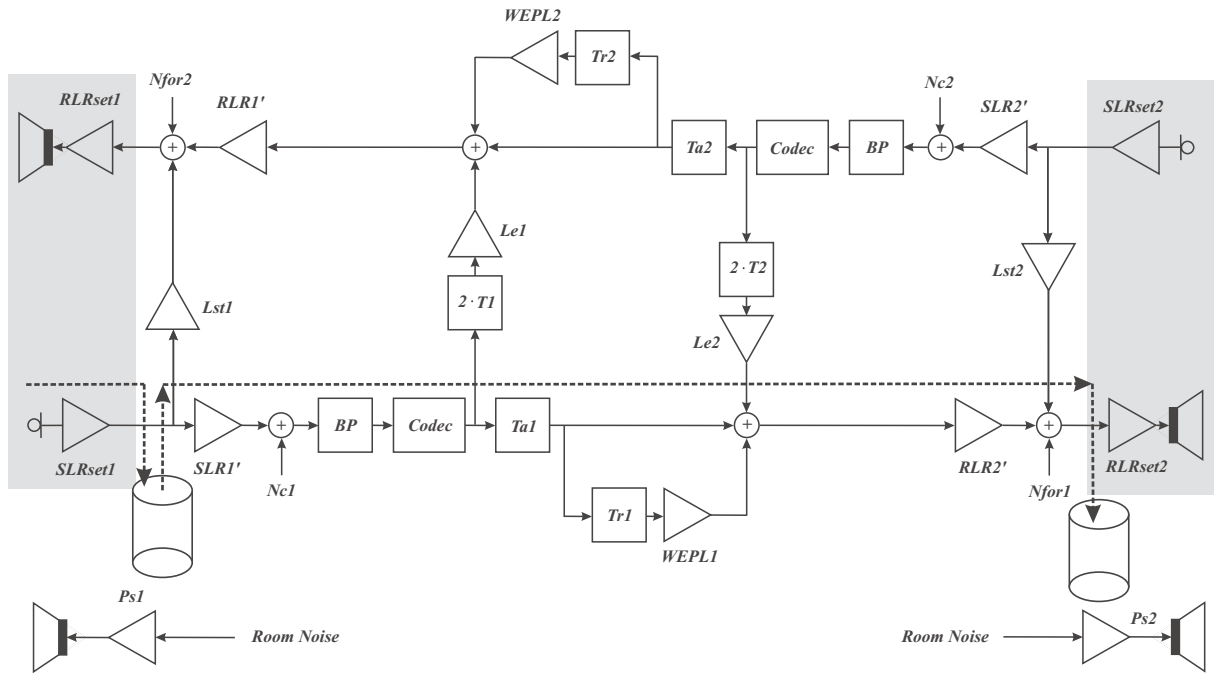 WEPL2
Tr2
Nfor2
Nc2
RLRset1
RLR1'
SLR2'
SLRset2
+
+
Ta2
Codec
BP
+
Le1
2·T2
Lst2
2·T1
Lst1
Le2
+
BP
Codec
Ta1
+
+
SLRset1
SLR1'
RLR2'
RLRset2
Nc1
Nfor1
Tr1
WEPL1
Ps1
Ps2
Room Noise
Room Noise